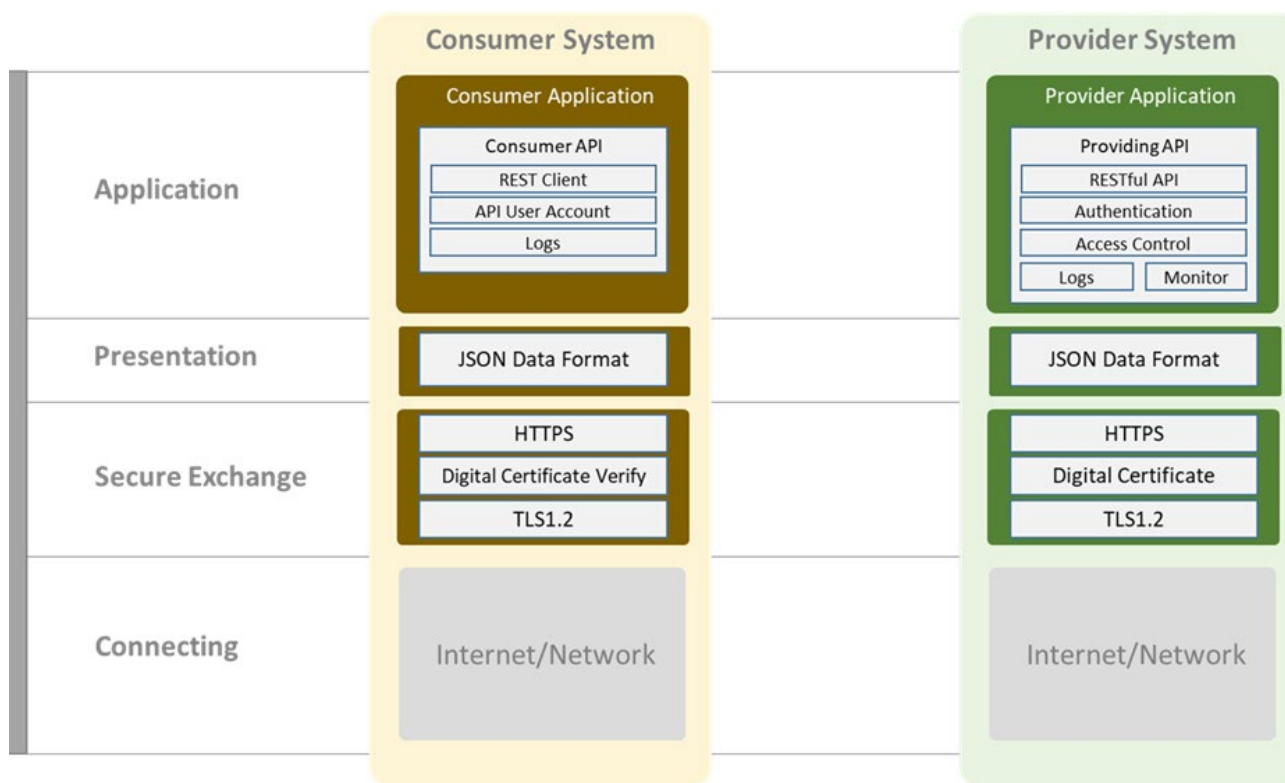 Consumer System
Provider System
Application
Consumer Application
Consumer API
REST Client
API User Account
Logs
Provider Application
Providing API
RESTful API
Authentication
Access Control
Logs
Monitor
Presentation
JSON Data Format
JSON Data Format
Secure Exchange
HTTPS
Digital Certificate Verify
TLS1.2
HTTPS
Digital Certificate
TLS1.2
Connecting
Internet/Network
Internet/Network